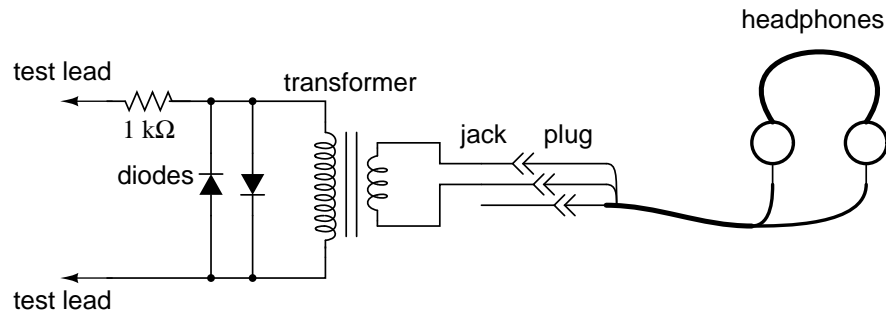 headphones
test lead
transformer
1 kΩ
jack
plug
diodes
test lead